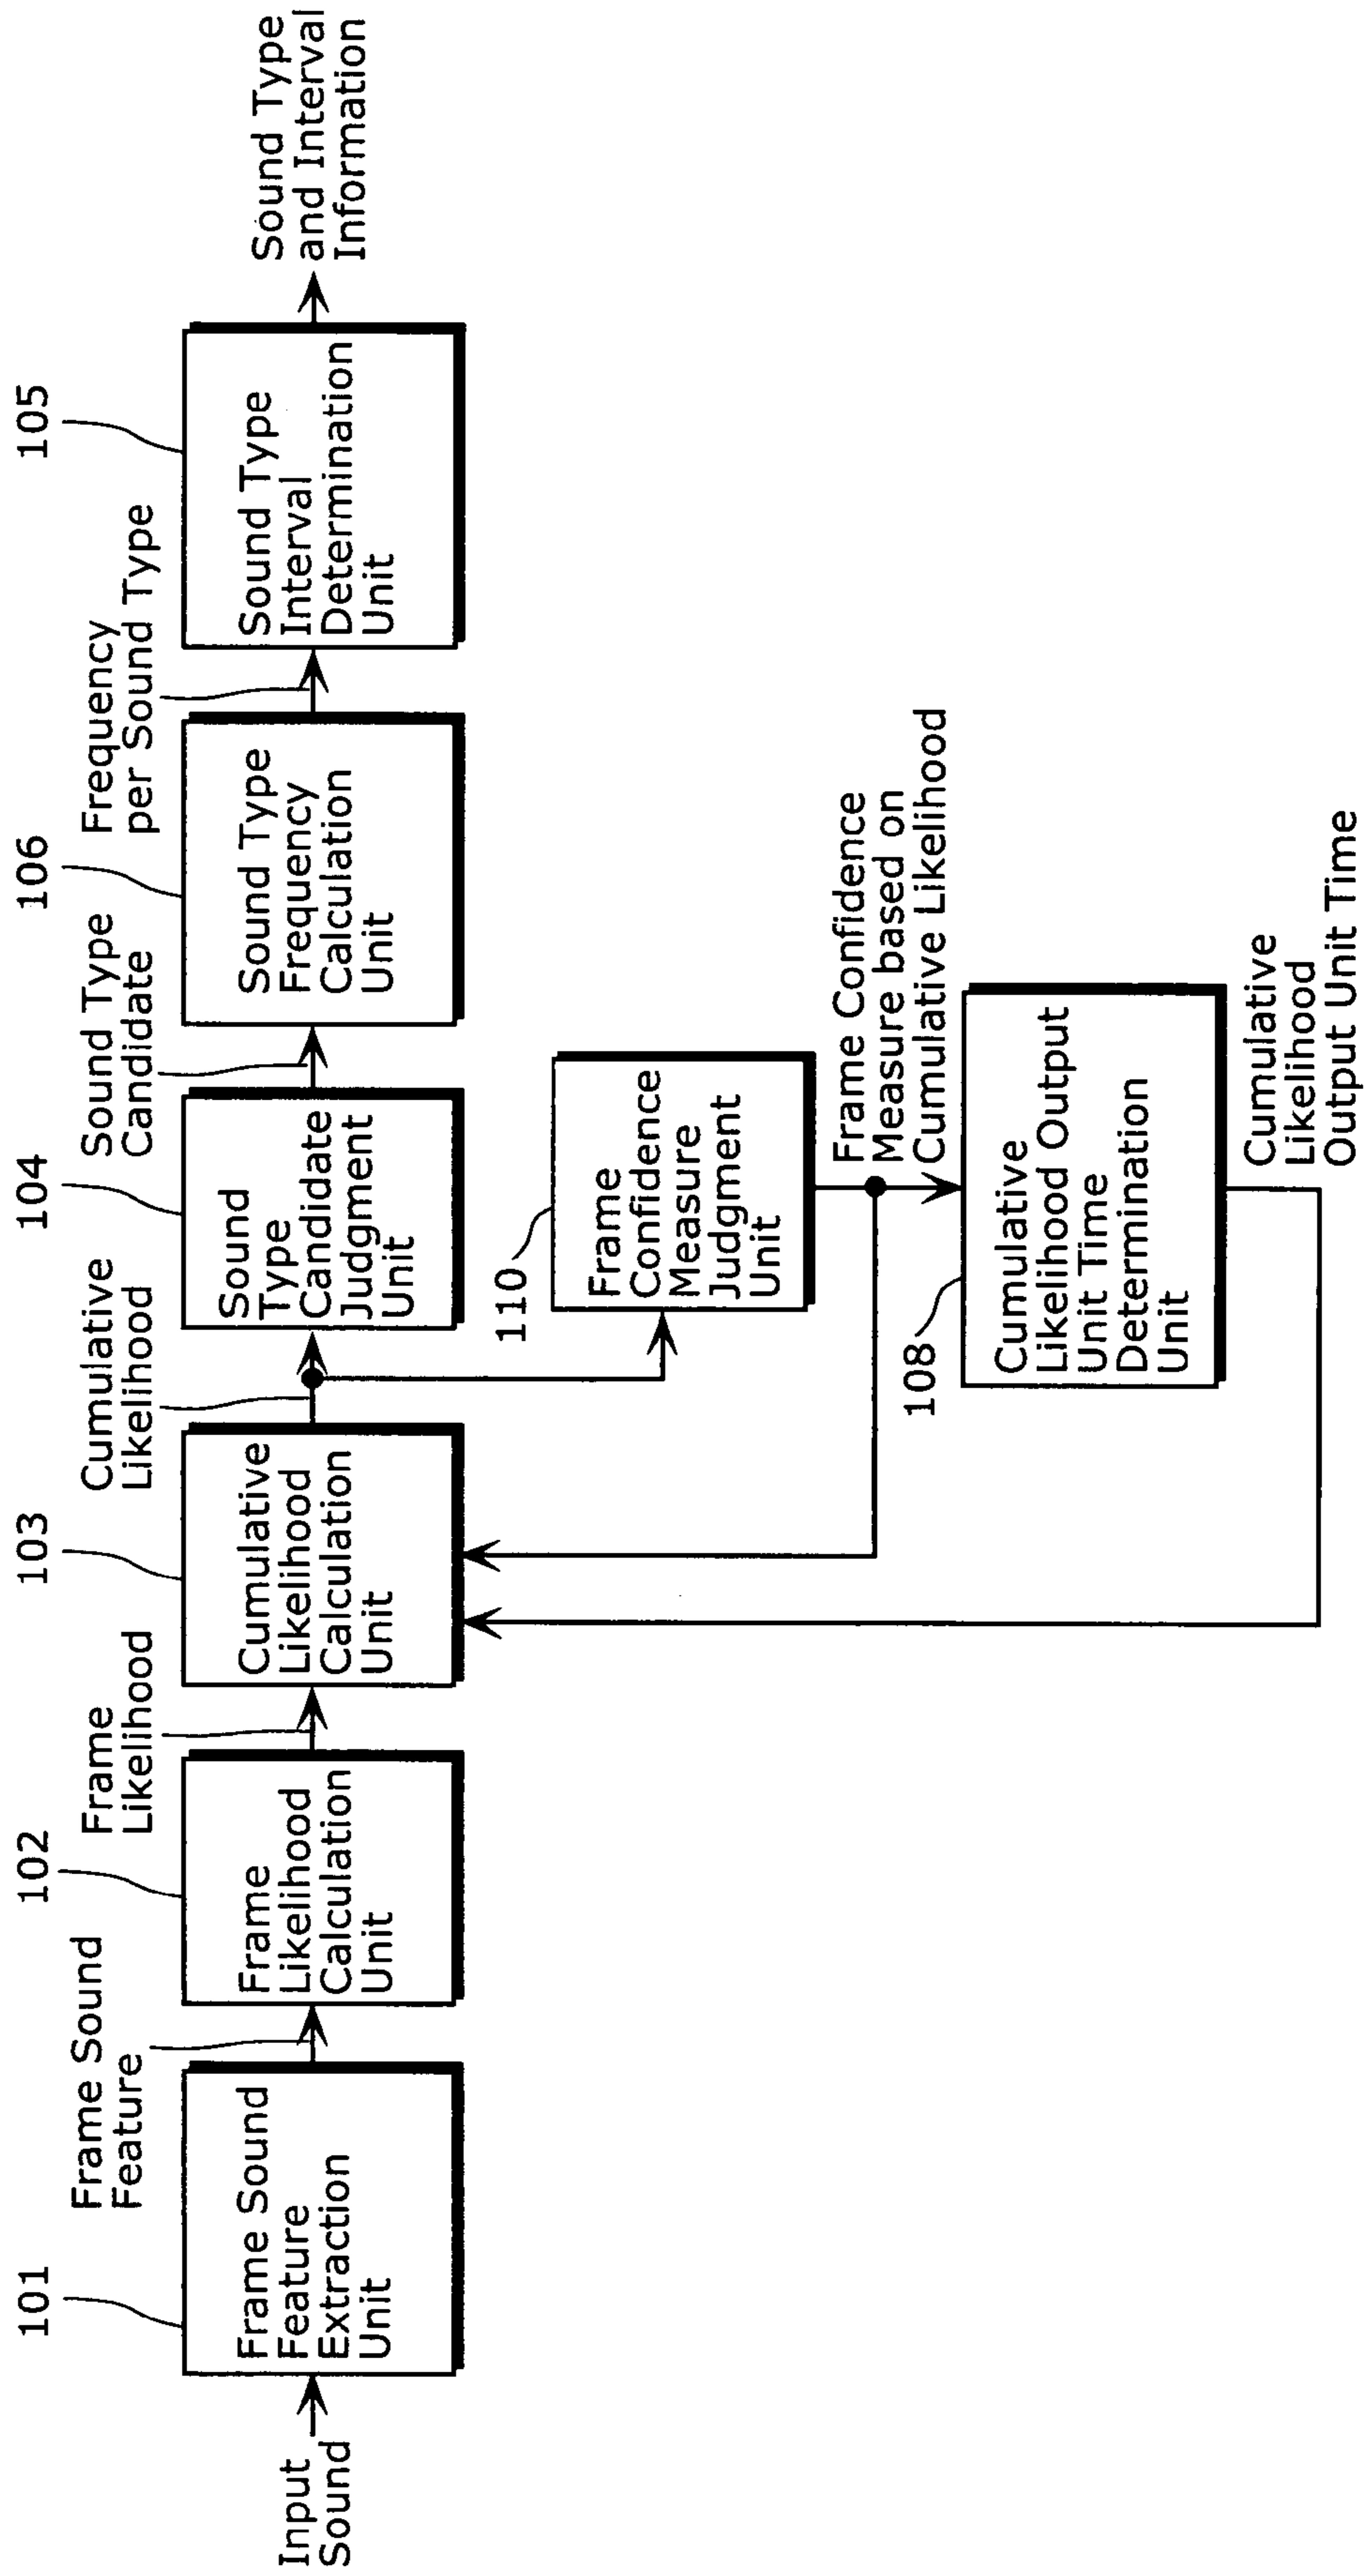 101
102
103
104
106
105
Input
Sound
Frame Sound
Feature
Extraction
Unit
Frame Sound
Feature
Frame
Likelihood
Calculation
Unit
Frame
Likelihood
Cumulative
Likelihood
Calculation
Unit
Cumulative
Likelihood
Sound
Type
Candidate
Judgment
Unit
Sound Type
Candidate
Sound Type
Frequency
Calculation
Unit
Frequency
per Sound Type
Sound Type
Interval
Determination
Unit
Sound Type
and Interval
Information
110
Frame
Confidence
Measure
Judgment
Unit
Frame Confidence
Measure based on
Cumulative Likelihood
108
Cumulative
Likelihood Output
Unit Time
Determination
Unit
Cumulative
Likelihood
Output Unit Time